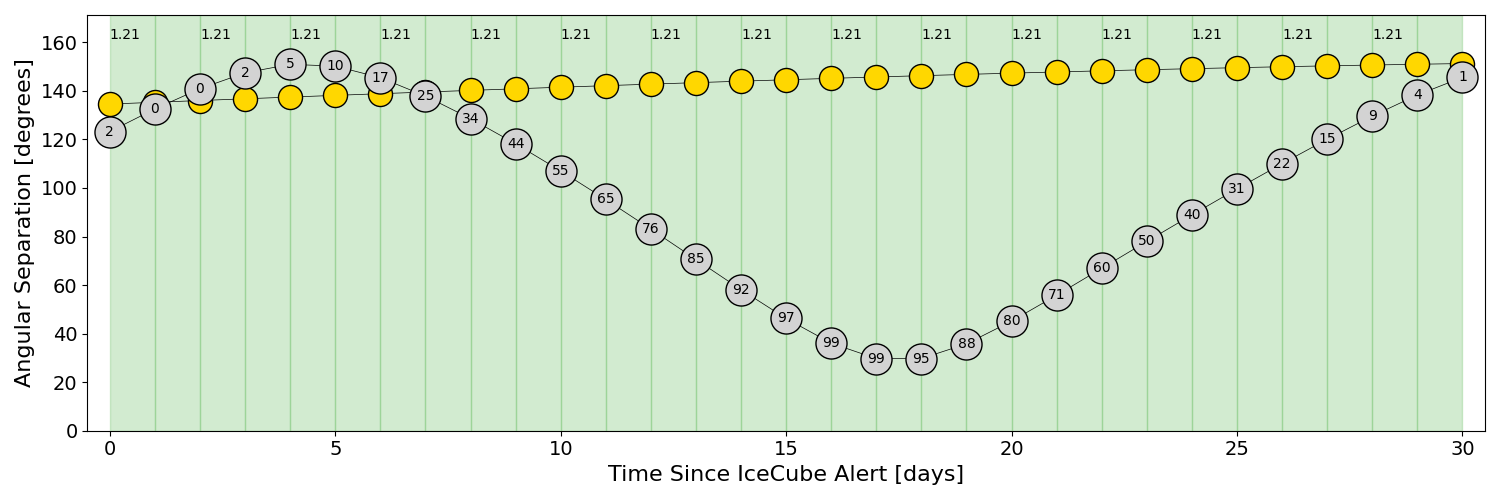 1.21 1.21 1.21 1.21 1.21 1.21 1.21 1.21 1.21 1.21 1.21 1.21 1.21 1.21 1.21
160
140
120
100
80
60
40
20
0
Angular Separation [degrees]
2 0 0 2 5 10 17 25 34 44 55 65 76 85 92 97 99 99 95 88 80 71 60 50 40 31 22 15 9 4 1
0 5 10 15 20 25 30
Time Since IceCube Alert [days]